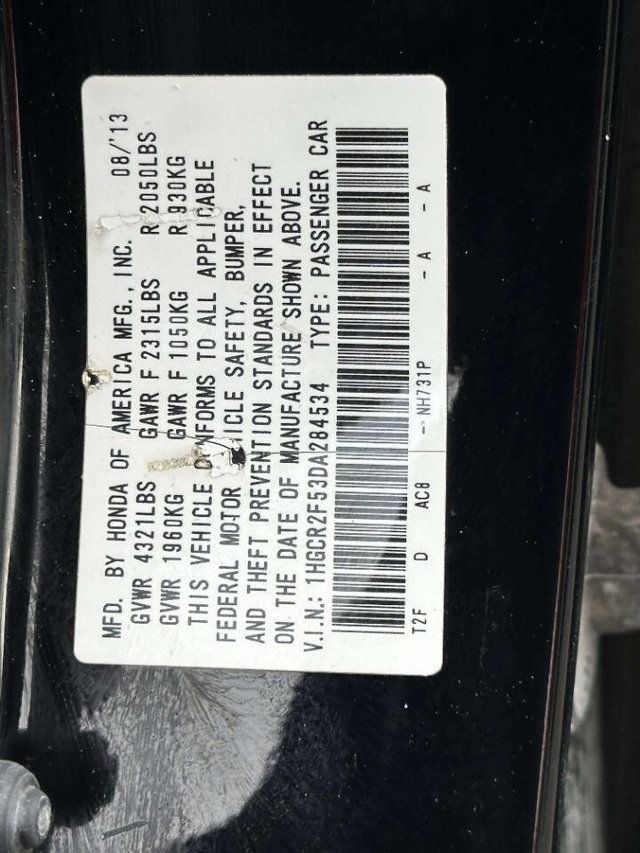 MFD. BY HONDA OF AMERICA MFG., INC. 08/'13
GVWR 4321LBS GAWR F 2315LBS R 2050LBS
GVWR 1960KG GAWR F 1050KG R 930KG
THIS VEHICLE CONFORMS TO ALL APPLICABLE
FEDERAL MOTOR VEHICLE SAFETY, BUMPER,
AND THEFT PREVENTION STANDARDS IN EFFECT
ON THE DATE OF MANUFACTURE SHOWN ABOVE.
V.I.N.: 1HGCR2F53DA284534 TYPE: PASSENGER CAR
T2F D AC8 - NH731P - A - A